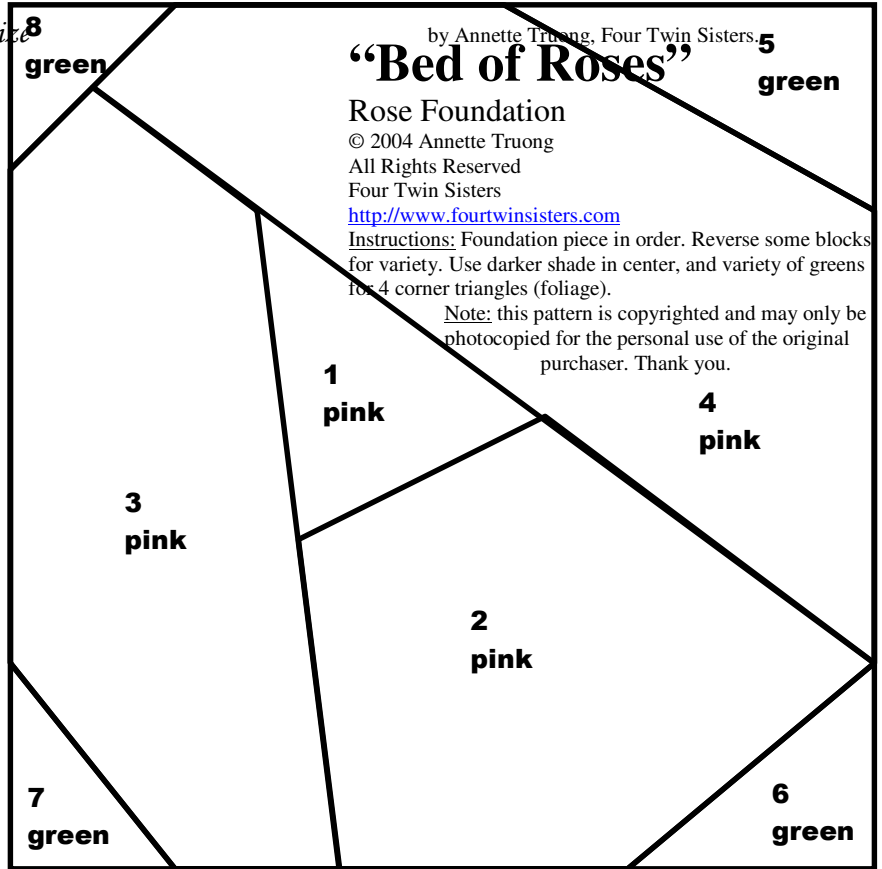 ize
8
green
by Annette Truong, Four Twin Sisters.
5
green
“Bed of Roses”
Rose Foundation
© 2004 Annette Truong
All Rights Reserved
Four Twin Sisters
http://www.fourtwinsisters.com
Instructions: Foundation piece in order. Reverse some blocks
for variety. Use darker shade in center, and variety of greens
for 4 corner triangles (foliage).
Note: this pattern is copyrighted and may only be
photocopied for the personal use of the original
purchaser. Thank you.
1
pink
4
pink
3
pink
2
pink
7
green
6
green